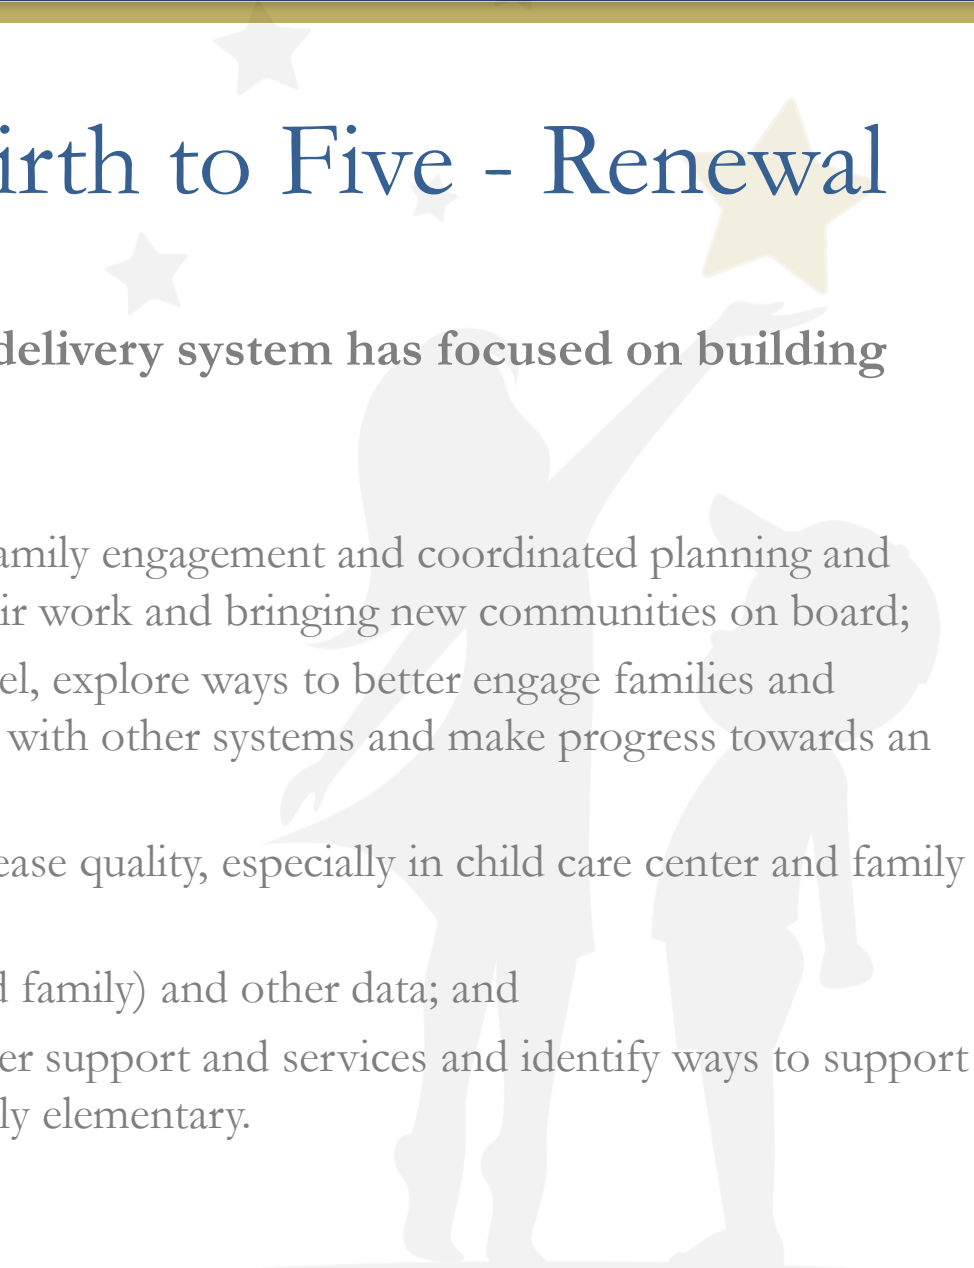 irth to Five - Renewal
delivery system has focused on building
amily engagement and coordinated planning and
ir work and bringing new communities on board;
el, explore ways to better engage families and
with other systems and make progress towards an
ease quality, especially in child care center and family
d family) and other data; and
er support and services and identify ways to support
ly elementary.